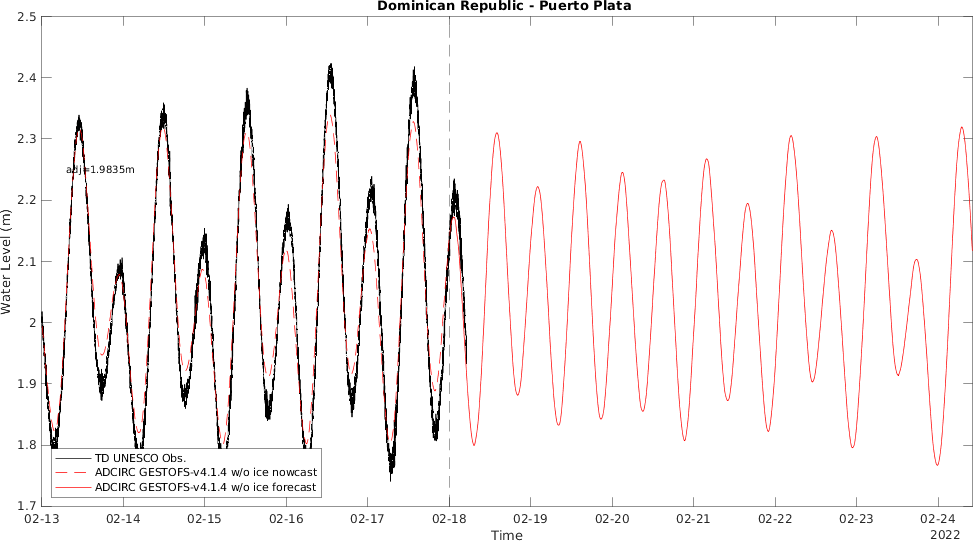 Dominican Republic - Puerto Plata
2.5
2.4
2.3
2.2
2.1
2
1.9
1.8
1.7
Water Level (m)
adj=1.9835m
TD UNESCO Obs.
ADCIRC GESTOFS-v4.1.4 w/o ice nowcast
ADCIRC GESTOFS-v4.1.4 w/o ice forecast
02-13 02-14 02-15 02-16 02-17 02-18 02-19 02-20 02-21 02-22 02-23 02-24
Time 2022